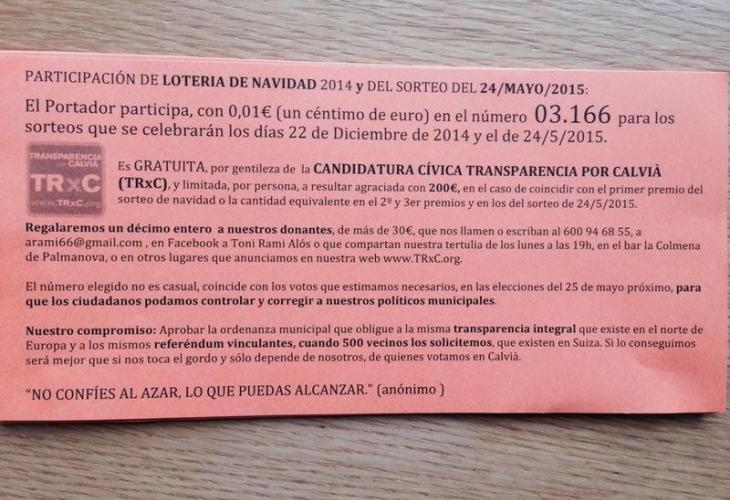 PARTICIPACIÓN DE LOTERIA DE NAVIDAD 2014 y DEL SORTEO DEL 24/MAYO/2015:
El Portador participa, con 0,01€ (un céntimo de euro) en el número 03.166 para los
sorteos que se celebrarán los días 22 de Diciembre de 2014 y el de 24/5/2015.
TRANSPARENCIA
POR CALVIÀ
TRxC
www.TRxC.org
Es GRATUITA, por gentileza de la CANDIDATURA CÍVICA TRANSPARENCIA POR CALVIÀ
(TRxC), y limitada, por persona, a resultar agraciada con 200€, en el caso de coincidir con el primer premio del
sorteo de navidad o la cantidad equivalente en el 2º y 3er premios y en los del sorteo de 24/5/2015.
Regalaremos un décimo entero a nuestros donantes, de más de 30€, que nos llamen o escriban al 600 94 68 55, a
arami66@gmail.com , en Facebook a Toni Rami Alós o que compartan nuestra tertulia de los lunes a las 19h, en el bar la Colmena
de Palmanova, o en otros lugares que anunciamos en nuestra web www.TRxC.org.
El número elegido no es casual, coincide con los votos que estimamos necesarios, en las elecciones del 25 de mayo próximo, para
que los ciudadanos podamos controlar y corregir a nuestros políticos municipales.
Nuestro compromiso: Aprobar la ordenanza municipal que obligue a la misma transparencia integral que existe en el norte de
Europa y a los mismos referéndum vinculantes, cuando 500 vecinos los solicitemos, que existen en Suiza. Si lo conseguimos
será mejor que si nos toca el gordo y sólo depende de nosotros, de quienes votamos en Calvià.
“NO CONFÍES AL AZAR, LO QUE PUEDAS ALCANZAR.” (anónimo )